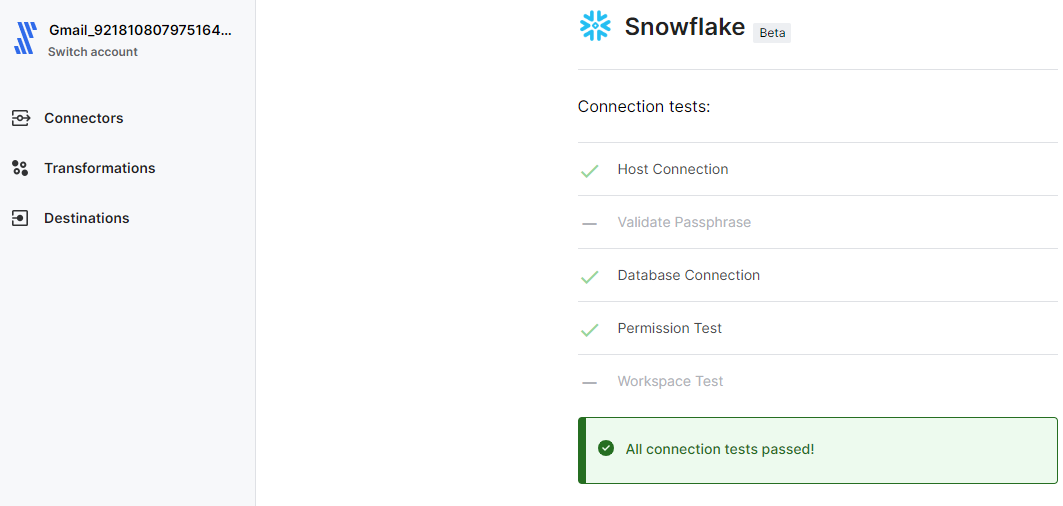 Gmail_921810807975164...
Switch account
Connectors
Transformations
Destinations
Snowflake Beta
Connection tests:
Host Connection
Validate Passphrase
Database Connection
Permission Test
Workspace Test
All connection tests passed!